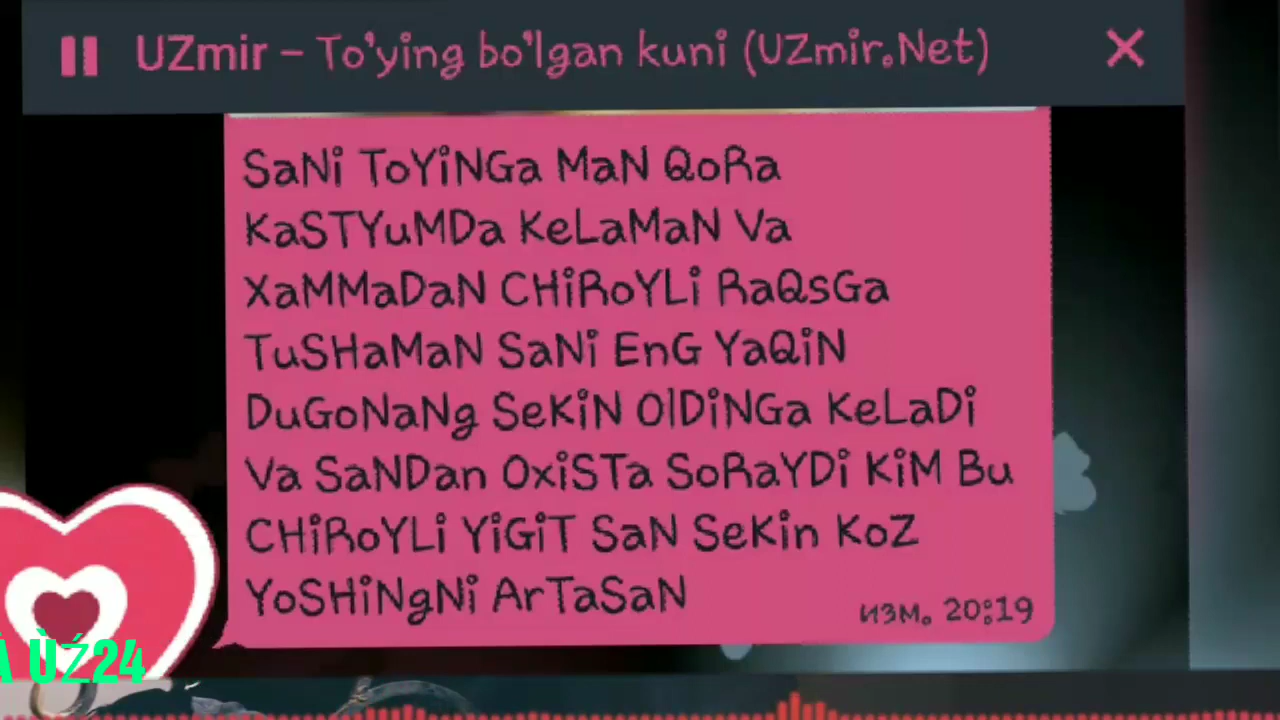 UZmir – To'ying bo'lgan kuni (UZmir.Net)
SaNi ToYiNGa MaN QoRa
KaSTYuMDa KeLaMaN Va
XaMMaDaN CHiRoYLi RaQsGa
TuSHaMaN SaNi EnG YaQiN
DuGoNaNg SeKiN OlDiNGa KeLaDi
Va SaNDan OxiSTa SoRaYDi KiM Bu
CHiRoYLi YiGiT SaN SeKin KoZ
YoSHiNgNi ArTaSaN
изм. 20:19
À ÙŹ24